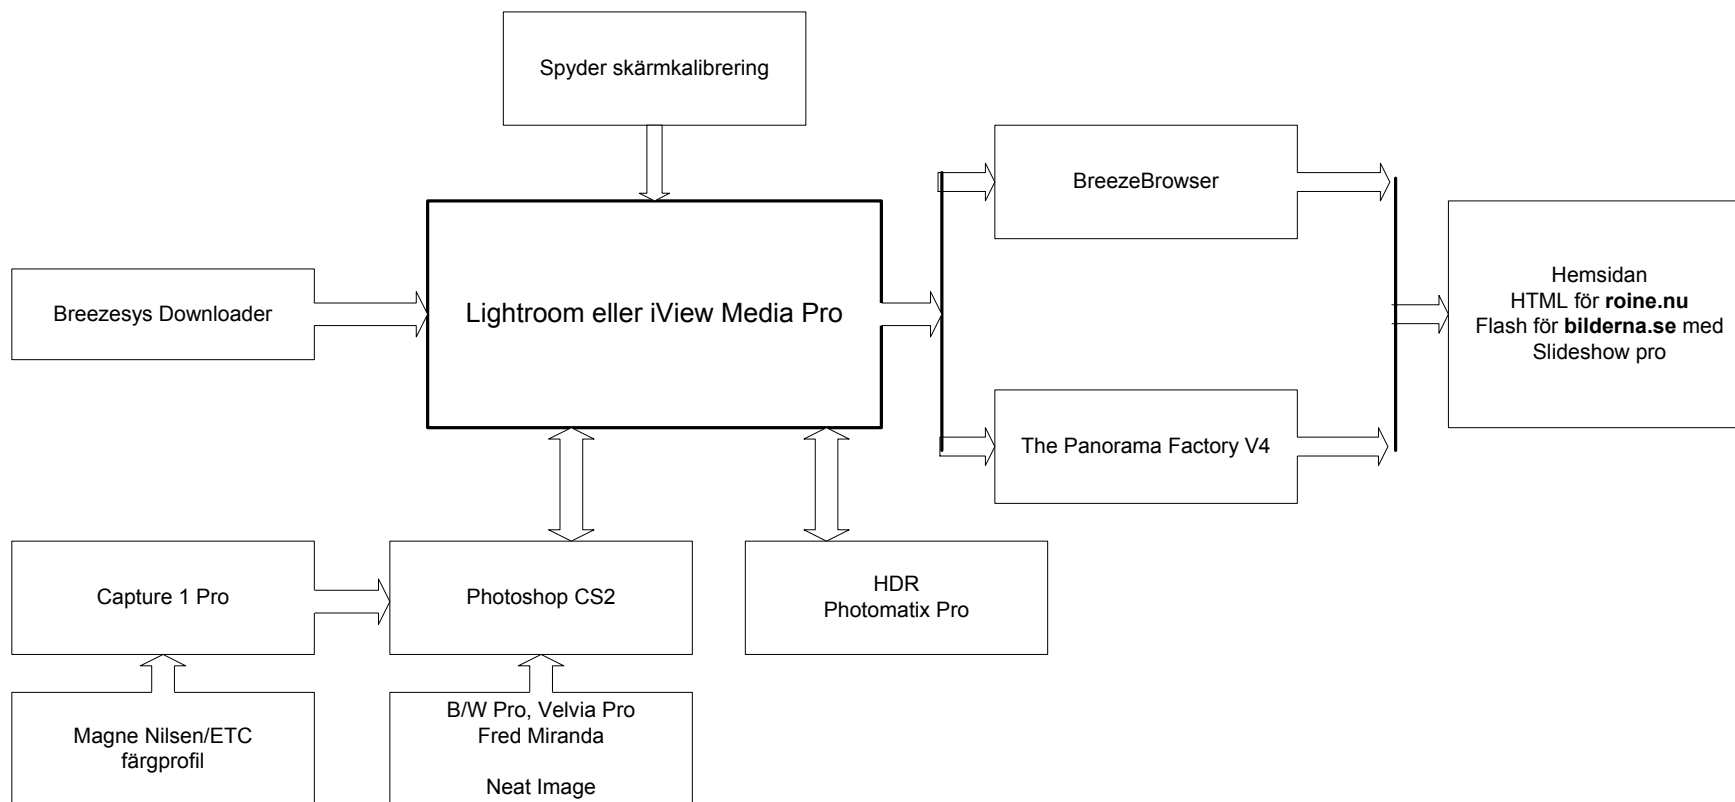 Spyder skärmkalibrering
BreezeBrowser
Breezesys Downloader
Lightroom eller iView Media Pro
Hemsidan
HTML för roine.nu
Flash för bilderna.se med
Slideshow pro
The Panorama Factory V4
Capture 1 Pro
Photoshop CS2
HDR
Photomatix Pro
Magne Nilsen/ETC
färgprofil
B/W Pro, Velvia Pro
Fred Miranda
Neat Image